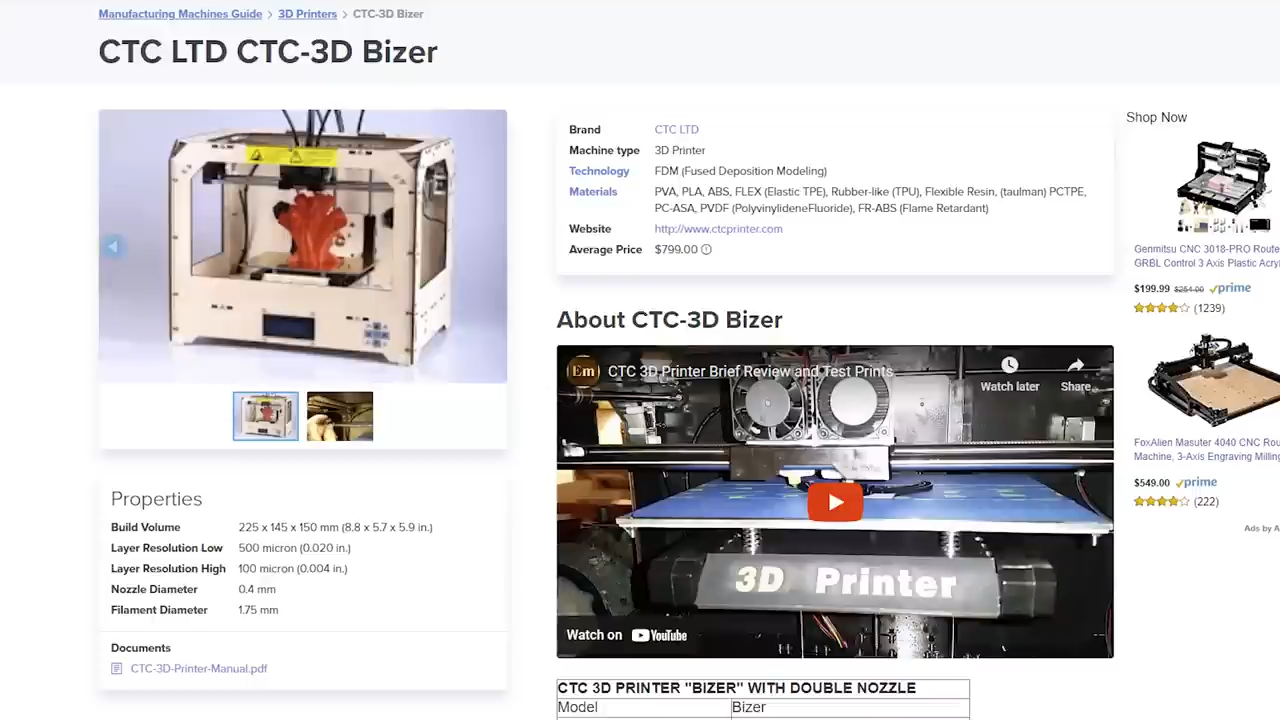 Manufacturing Machines Guide > 3D Printers > CTC-3D Bizer
CTC LTD CTC-3D Bizer
Brand CTC LTD
Machine type 3D Printer
Technology FDM (Fused Deposition Modeling)
Materials PVA, PLA, ABS, FLEX (Elastic TPE), Rubber-like (TPU), Flexible Resin, (taulman) PCTPE,
PC-ASA, PVDF (PolyvinylideneFluoride), FR-ABS (Flame Retardant)
Website http://www.ctcprinter.com
Average Price $799.00
About CTC-3D Bizer
Em CTC 3D Printer Brief Review and Test Prints
Watch later Share
3D Printer
Watch on YouTube
CTC 3D PRINTER "BIZER" WITH DOUBLE NOZZLE
Model Bizer
Properties
Build Volume 225 x 145 x 150 mm (8.8 x 5.7 x 5.9 in.)
Layer Resolution Low 500 micron (0.020 in.)
Layer Resolution High 100 micron (0.004 in.)
Nozzle Diameter 0.4 mm
Filament Diameter 1.75 mm
Documents
CTC-3D-Printer-Manual.pdf
Shop Now
Genmitsu CNC 3018-PRO Route
GRBL Control 3 Axis Plastic Acry
$199.99 $254.00 prime
(1239)
FoxAlien Masuter 4040 CNC Rou
Machine, 3-Axis Engraving Milling
$549.00 prime
(222)
Ads by A